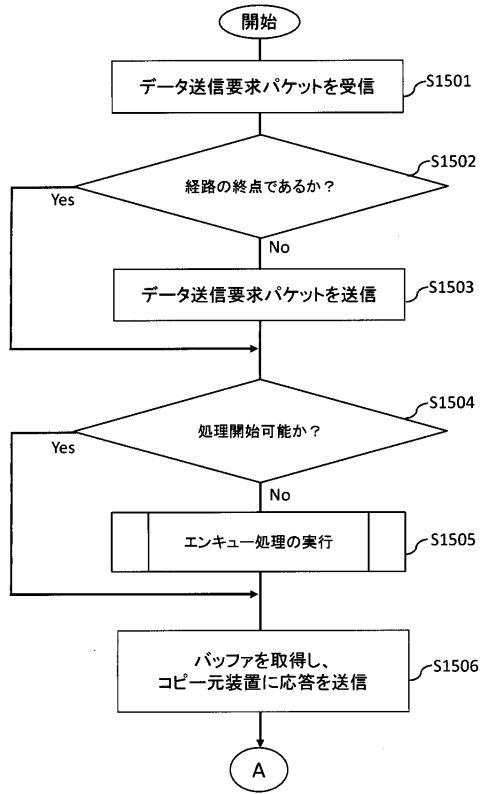 開始
データ送信要求パケットを受信
S1501
経路の終点であるか？
S1502
Yes
No
データ送信要求パケットを送信
S1503
処理開始可能か？
S1504
Yes
No
エンキュー処理の実行
S1505
バッファを取得し、
コピー元装置に応答を送信
S1506
A